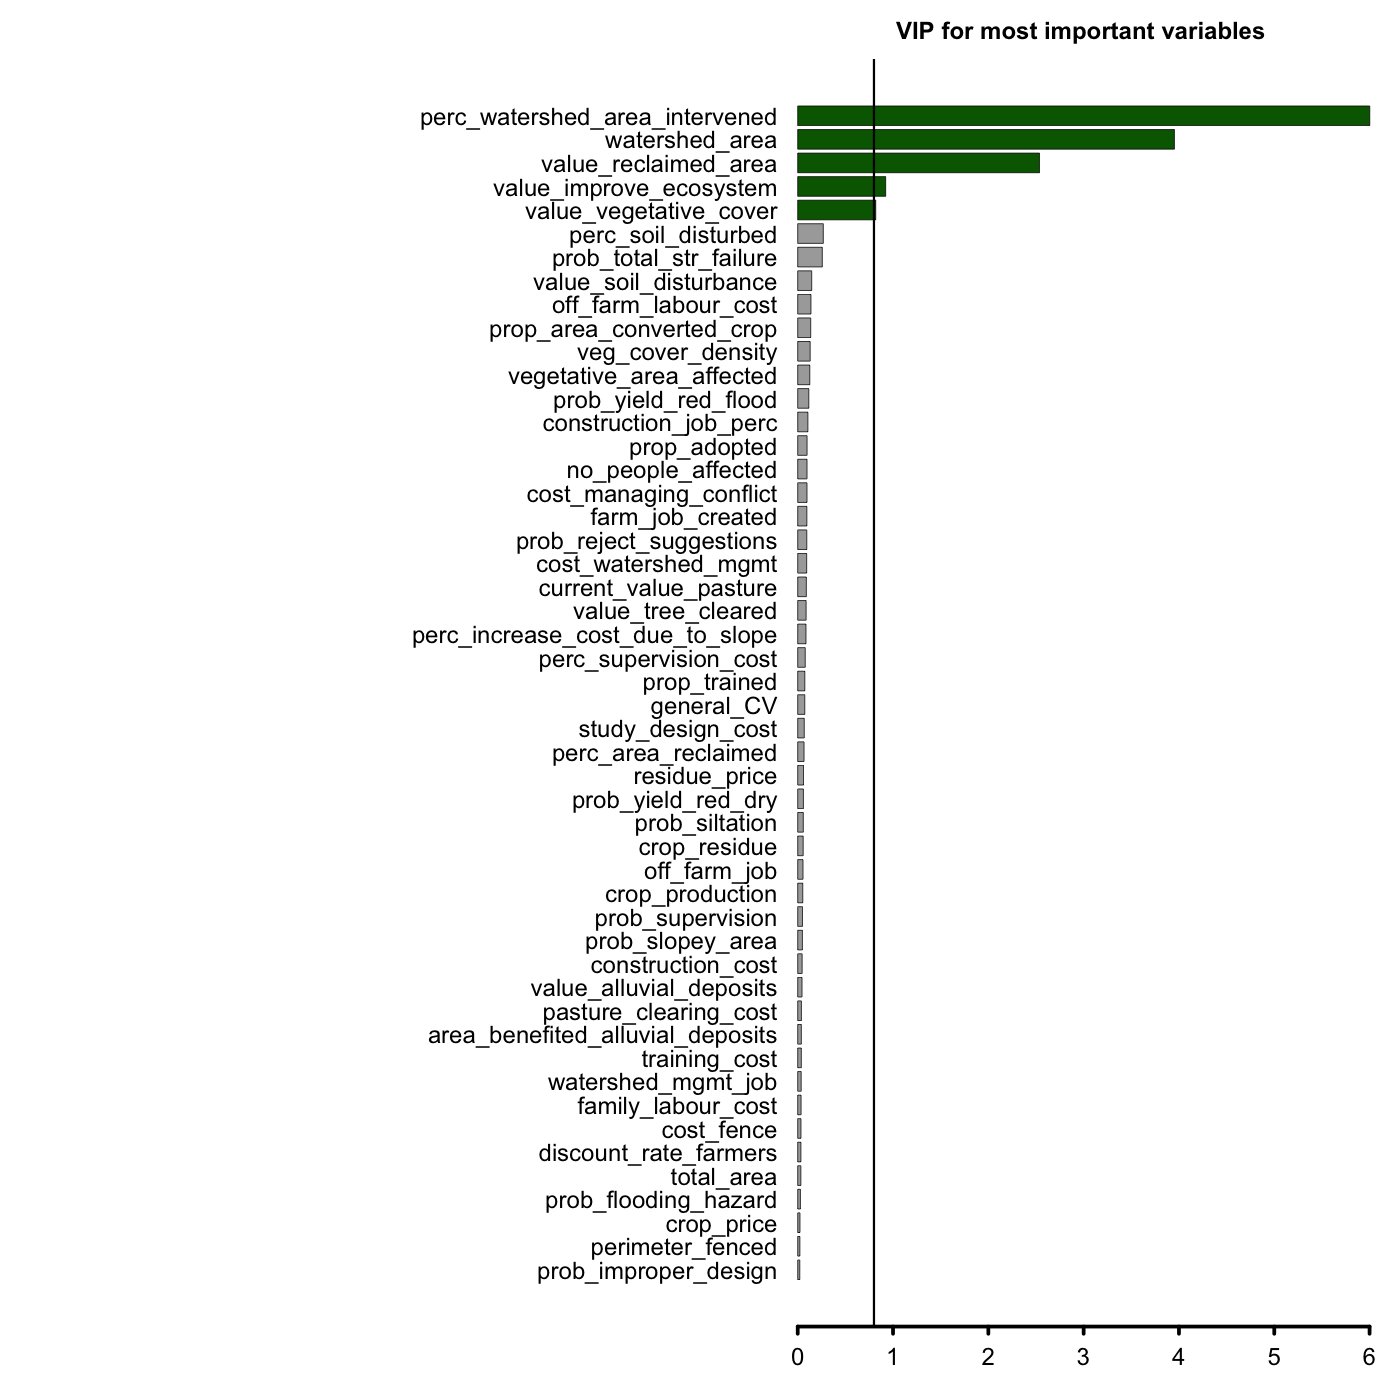 VIP for most important variables
perc_watershed_area_intervened
watershed_area
value_reclaimed_area
value_improve_ecosystem
value_vegetative_cover
perc_soil_disturbed
prob_total_str_failure
value_soil_disturbance
off_farm_labour_cost
prop_area_converted_crop
veg_cover_density
vegetative_area_affected
prob_yield_red_flood
construction_job_perc
prop_adopted
no_people_affected
cost_managing_conflict
farm_job_created
prob_reject_suggestions
cost_watershed_mgmt
current_value_pasture
value_tree_cleared
perc_increase_cost_due_to_slope
perc_supervision_cost
prop_trained
general_CV
study_design_cost
perc_area_reclaimed
residue_price
prob_yield_red_dry
prob_siltation
crop_residue
off_farm_job
crop_production
prob_supervision
prob_slopey_area
construction_cost
value_alluvial_deposits
pasture_clearing_cost
area_benefited_alluvial_deposits
training_cost
watershed_mgmt_job
family_labour_cost
cost_fence
discount_rate_farmers
total_area
prob_flooding_hazard
crop_price
perimeter_fenced
prob_improper_design
0 1 2 3 4 5 6